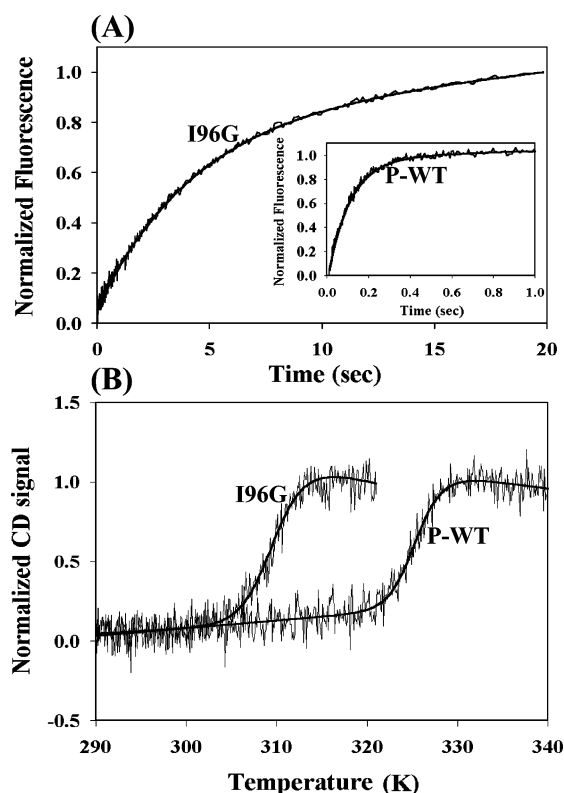 (A)
Normalized Fluorescence
1.0
0.8
0.6
0.4
0.2
0.0
I96G
Normalized Fluorescence
1.0
0.8
0.6
0.4
0.2
0.0
P-WT
0.0 0.2 0.4 0.6 0.8 1.0
Time (sec)
0 5 10 15 20
Time (sec)
(B)
Normalized CD signal
1.5
1.0
0.5
0.0
-0.5
I96G
P-WT
290 300 310 320 330 340
Temperature (K)